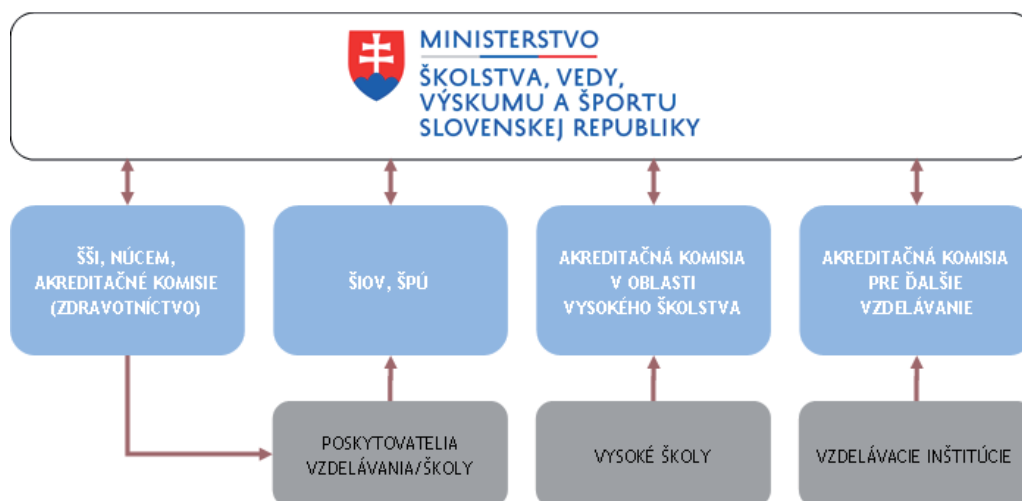 MINISTERSTVO
ŠKOLSTVA, VEDY,
VÝSKUMU A ŠPORTU
SLOVENSKEJ REPUBLIKY
ŠŠI, NÚCEM,
AKREDITAČNÉ KOMISIE
(ZDRAVOTNÍCTVO)
ŠIOV, ŠPÚ
AKREDITAČNÁ KOMISIA
V OBLASTI
VYSOKÉHO ŠKOLSTVA
AKREDITAČNÁ KOMISIA
PRE ĎALŠIE
VZDELÁVANIE
POSKYTOVATELIA
VZDELÁVANIA/ŠKOLY
VYSOKÉ ŠKOLY
VZDELÁVACIE INŠTITÚCIE